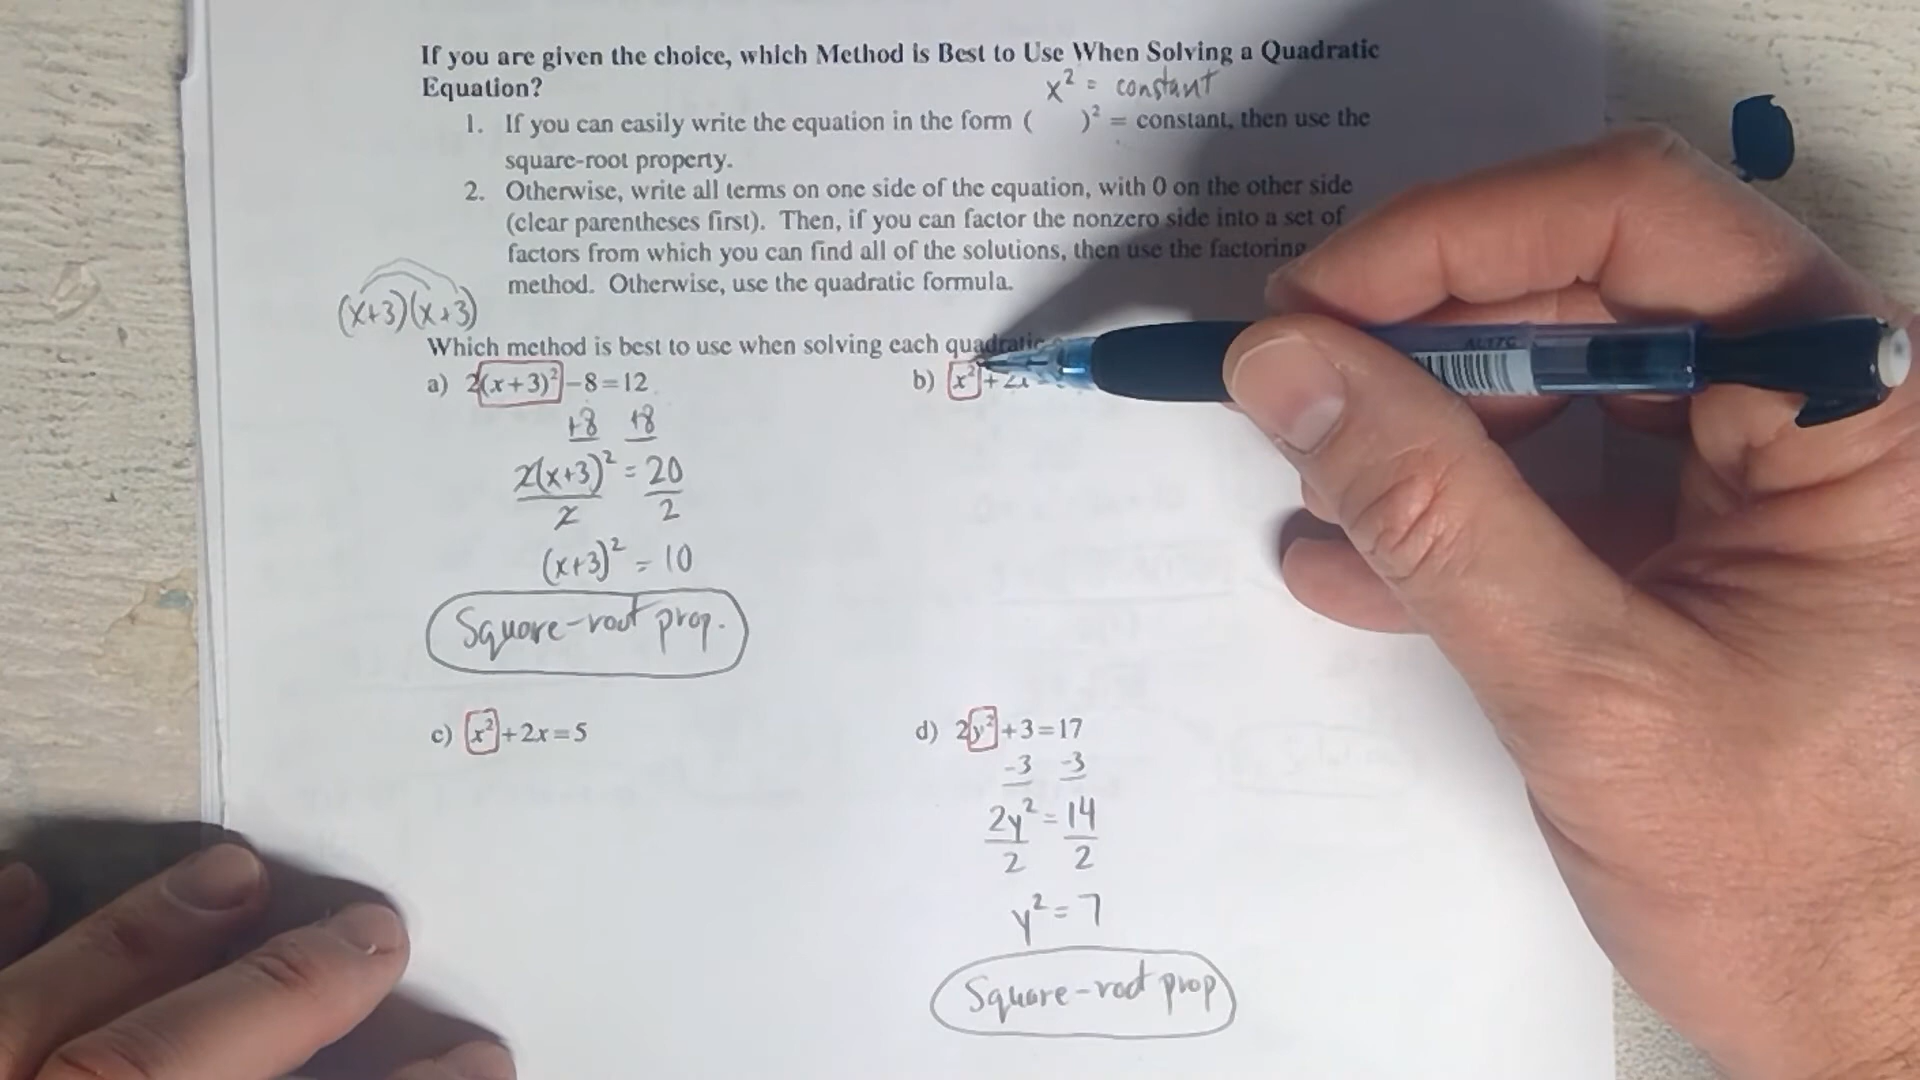 If you are given the choice, which Method is Best to Use When Solving a Quadratic
Equation?
x² = constant
1. If you can easily write the equation in the form (   )² = constant, then use the
square-root property.
2. Otherwise, write all terms on one side of the equation, with 0 on the other side
(clear parentheses first). Then, if you can factor the nonzero side into a set of
factors from which you can find all of the solutions, then use the factoring
method. Otherwise, use the quadratic formula.
(x+3)(x+3)
Which method is best to use when solving each quadratic
a) 2(x+3)²−8=12
+8 +8
2(x+3)² = 20
2 2
(x+3)² = 10
Square-root prop.
b) x²+2x
c) x²+2x=5
d) 2y²+3=17
-3 -3
2y² = 14
2 2
y² = 7
Square-root prop